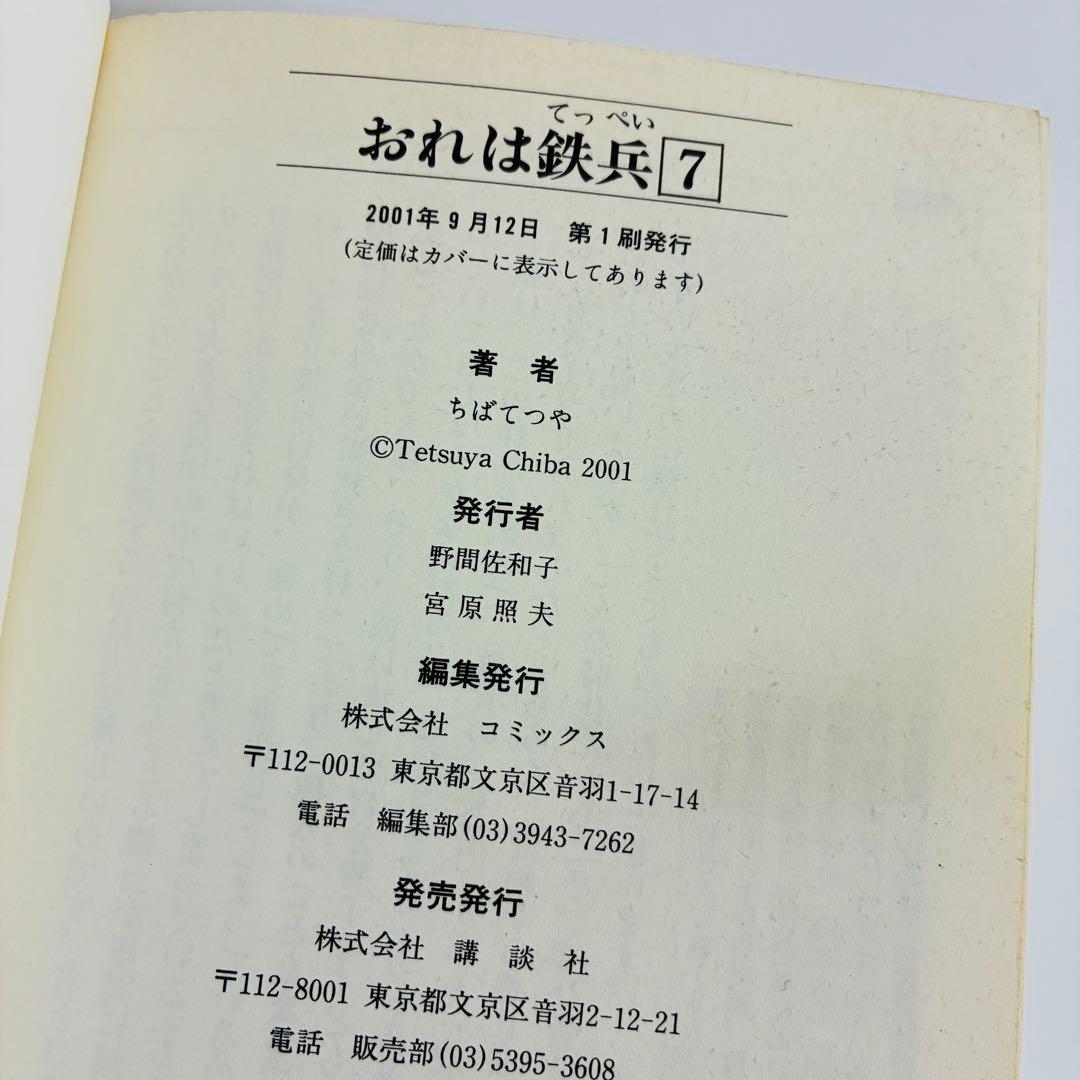 てっぺい
おれは鉄兵7
2001年9月12日 第1刷発行
(定価はカバーに表示してあります)
著者
ちばてつや
©Tetsuya Chiba 2001
発行者
野間佐和子
宮原照夫
編集発行
株式会社 コミックス
〒112-0013 東京都文京区音羽1-17-14
電話 編集部(03)3943-7262
発売発行
株式会社 講談社
〒112-8001 東京都文京区音羽2-12-21
電話 販売部(03)5395-3608